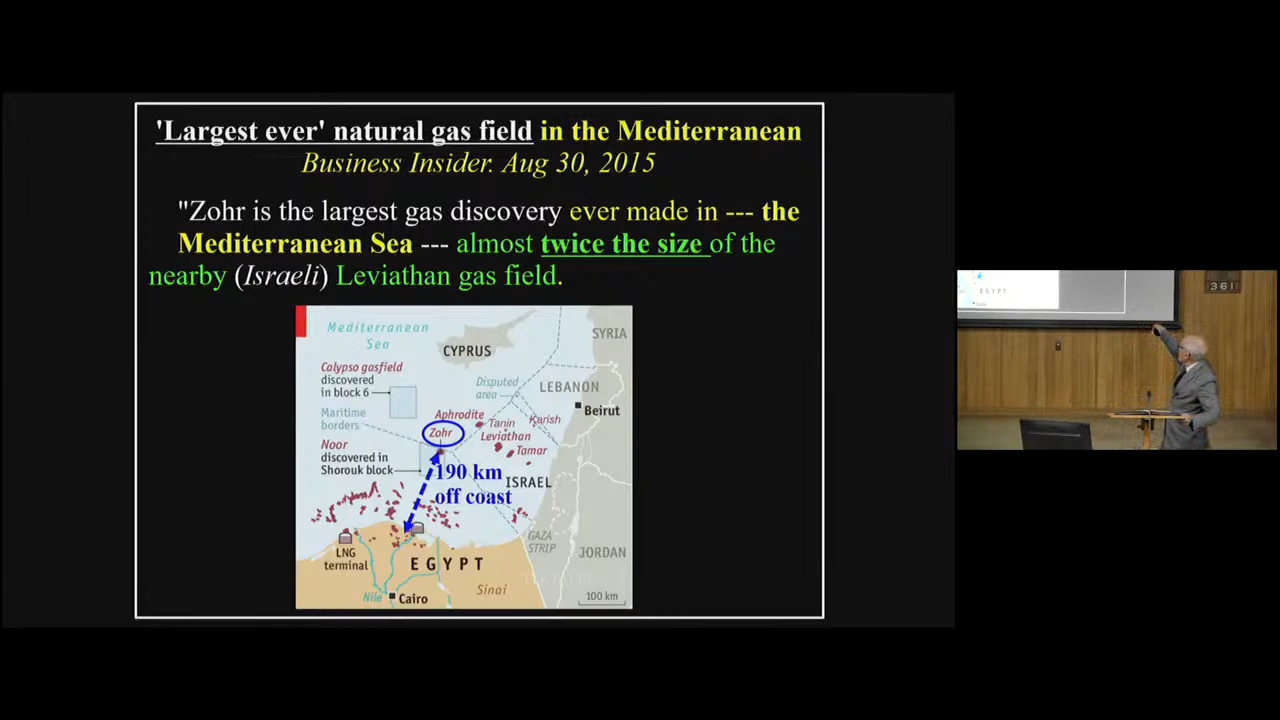 'Largest ever' natural gas field in the Mediterranean
Business Insider. Aug 30, 2015
"Zohr is the largest gas discovery ever made in --- the
Mediterranean Sea --- almost twice the size of the
nearby (Israeli) Leviathan gas field.
Mediterranean
Sea
CYPRUS
SYRIA
Calypso gasfield
discovered
in block 6
Disputed
area
LEBANON
Beirut
Maritime
borders
Aphrodite
Tanin
Karish
Zohr
Leviathan
Tamar
Noor
discovered in
Shorouk block
190 km
off coast
ISRAEL
GAZA
STRIP
JORDAN
LNG
terminal
EGYPT
Sinai
Nile
Cairo
100 km
361
EGYPT
Cairo